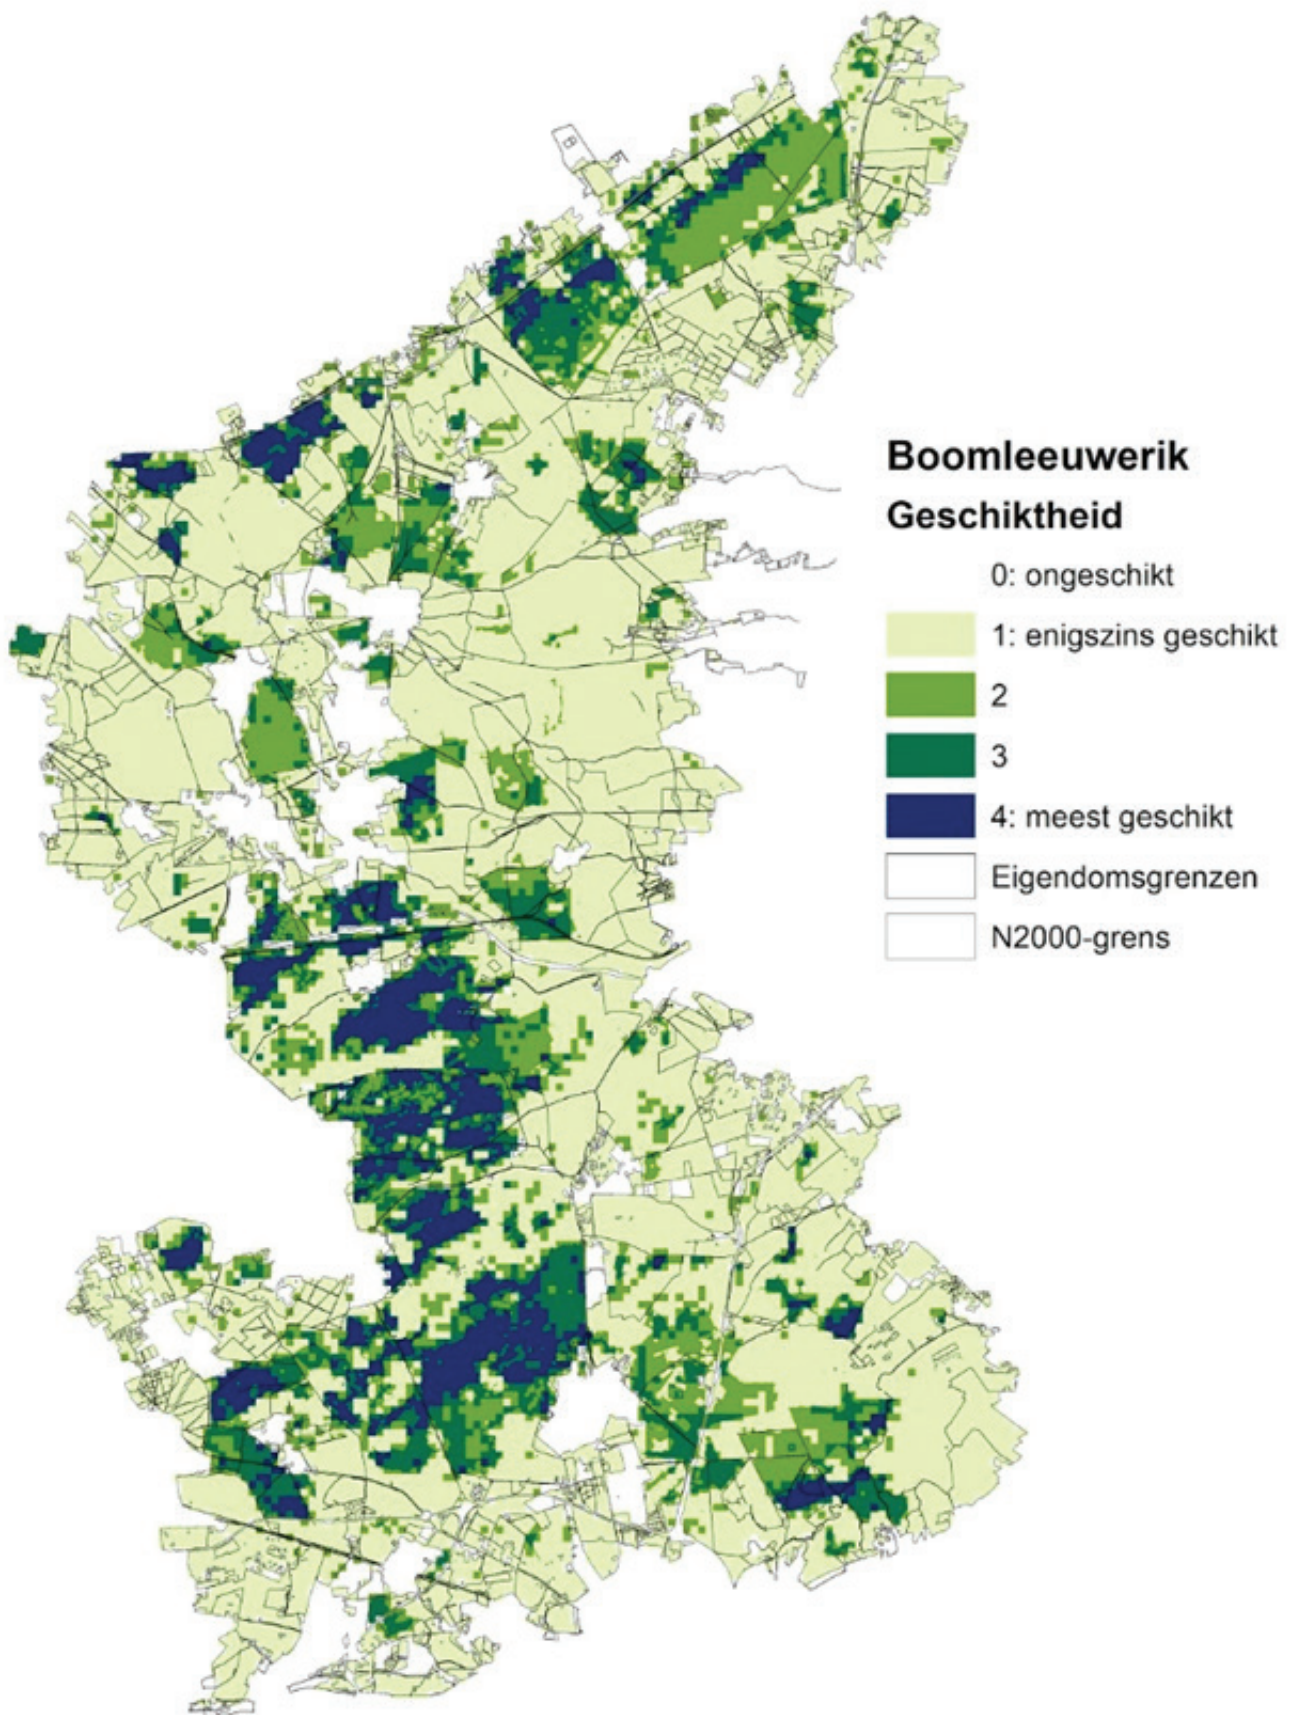 Boomleeuwerik
Geschiktheid
0: ongeschikt
1: enigszins geschikt
2
3
4: meest geschikt
Eigendomsgrenzen
N2000-grens